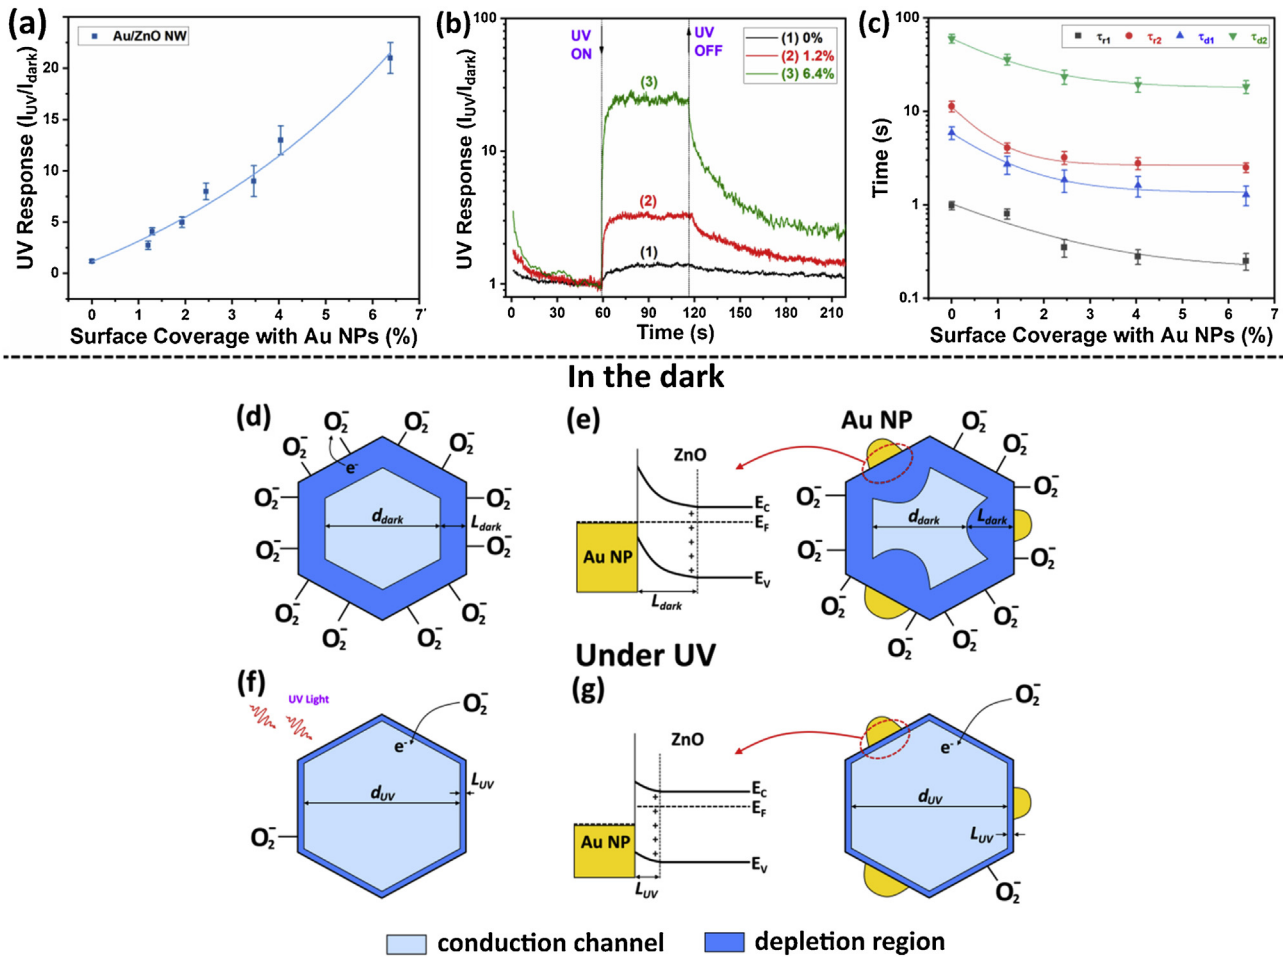 (a)
Au/ZnO NW
UV Response (I_UV/I_dark)
20
15
10
5
0
0 1 2 3 4 5 6 7
Surface Coverage with Au NPs (%)
(b)
UV
ON
UV
OFF
(1) 0%
(2) 1.2%
(3) 6.4%
(3)
(2)
(1)
UV Response (I_UV/I_dark)
100
10
1
0 30 60 90 120 150 180 210
Time (s)
(c)
τr1 τr2 τd1 τd2
Time (s)
100
10
1
0.1
0 1 2 3 4 5 6 7
Surface Coverage with Au NPs (%)
In the dark
(d)
O₂⁻ O₂⁻ O₂⁻ O₂⁻
e⁻
O₂⁻ O₂⁻
d_dark L_dark
O₂⁻ O₂⁻
O₂⁻ O₂⁻ O₂⁻ O₂⁻
(e)
ZnO
E_C
E_F
Au NP
E_V
L_dark
+
+
+
+
+
Au NP
O₂⁻
O₂⁻
O₂⁻
d_dark L_dark
O₂⁻
O₂⁻ O₂⁻ O₂⁻ O₂⁻
Under UV
(f)
UV Light
O₂⁻
e⁻
L_UV
d_UV
O₂⁻
(g)
ZnO
E_C
E_F
Au NP
E_V
L_UV
+
+
+
+
+
O₂⁻
e⁻
d_UV
L_UV
O₂⁻
conduction channel
depletion region